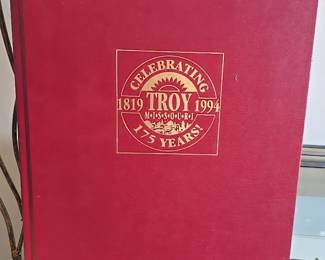 CELEBRATING
1819 TROY 1994
M•I•S•S•O•U•R•I
175 YEARS!